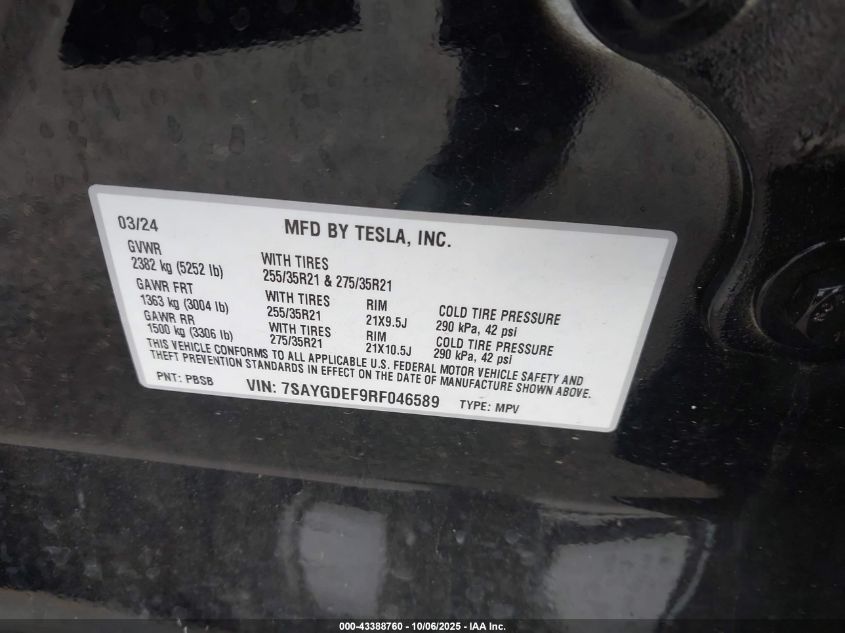 03/24
MFD BY TESLA, INC.
GVWR
2382 kg (5252 lb)
WITH TIRES
255/35R21 & 275/35R21
GAWR FRT
1363 kg (3004 lb)
WITH TIRES
255/35R21
RIM
21X9.5J
COLD TIRE PRESSURE
290 kPa, 42 psi
GAWR RR
1500 kg (3306 lb)
WITH TIRES
275/35R21
RIM
21X10.5J
COLD TIRE PRESSURE
290 kPa, 42 psi
THIS VEHICLE CONFORMS TO ALL APPLICABLE U.S. FEDERAL MOTOR VEHICLE SAFETY AND
THEFT PREVENTION STANDARDS IN EFFECT ON THE DATE OF MANUFACTURE SHOWN ABOVE.
PNT: PBSB
VIN: 7SAYGDEF9RF046589
TYPE: MPV
000-43388760 - 10/06/2025 - IAA Inc.